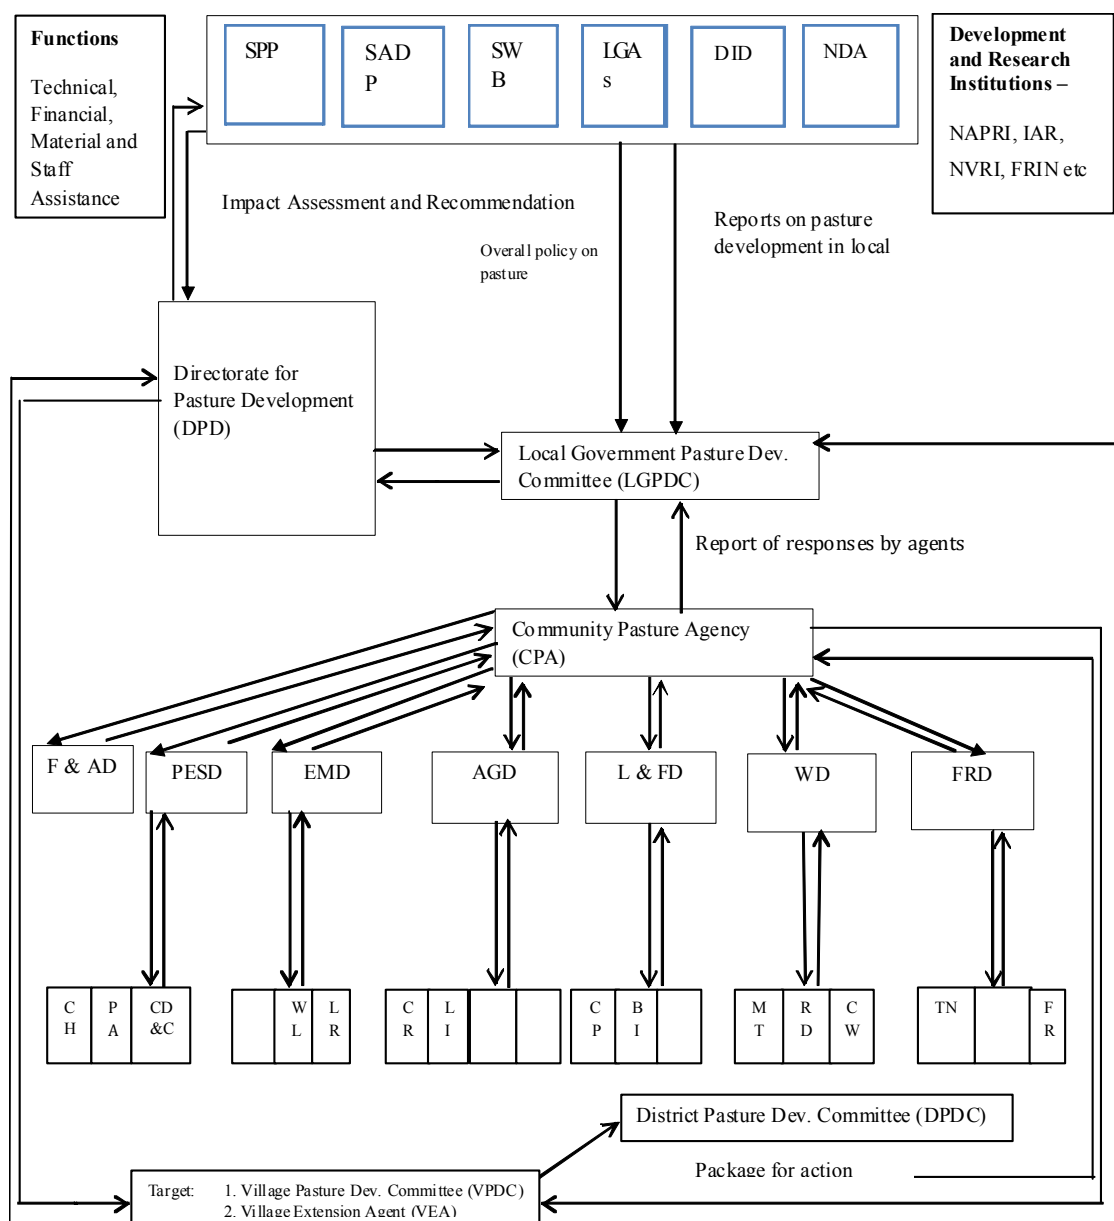 Functions
Technical,
Financial,
Material and
Staff
Assistance
SPP
SAD
P
SW
B
LGA
s
DID
NDA
Development
and Research
Institutions –
NAPRI, IAR,
NVRI, FRIN etc
Impact Assessment and Recommendation
Overall policy on
pasture
Reports on pasture
development in local
Directorate for
Pasture Development
(DPD)
Local Government Pasture Dev.
Committee (LGPDC)
Report of responses by agents
Community Pasture Agency
(CPA)
F & AD
PESD
EMD
AGD
L & FD
WD
FRD
C
H
P
A
CD
&C
W
L
L
R
C
R
L
I
C
P
B
I
M
T
R
D
C
W
TN
F
R
District Pasture Dev. Committee (DPDC)
Package for action
Target: 1. Village Pasture Dev. Committee (VPDC)
2. Village Extension Agent (VEA)